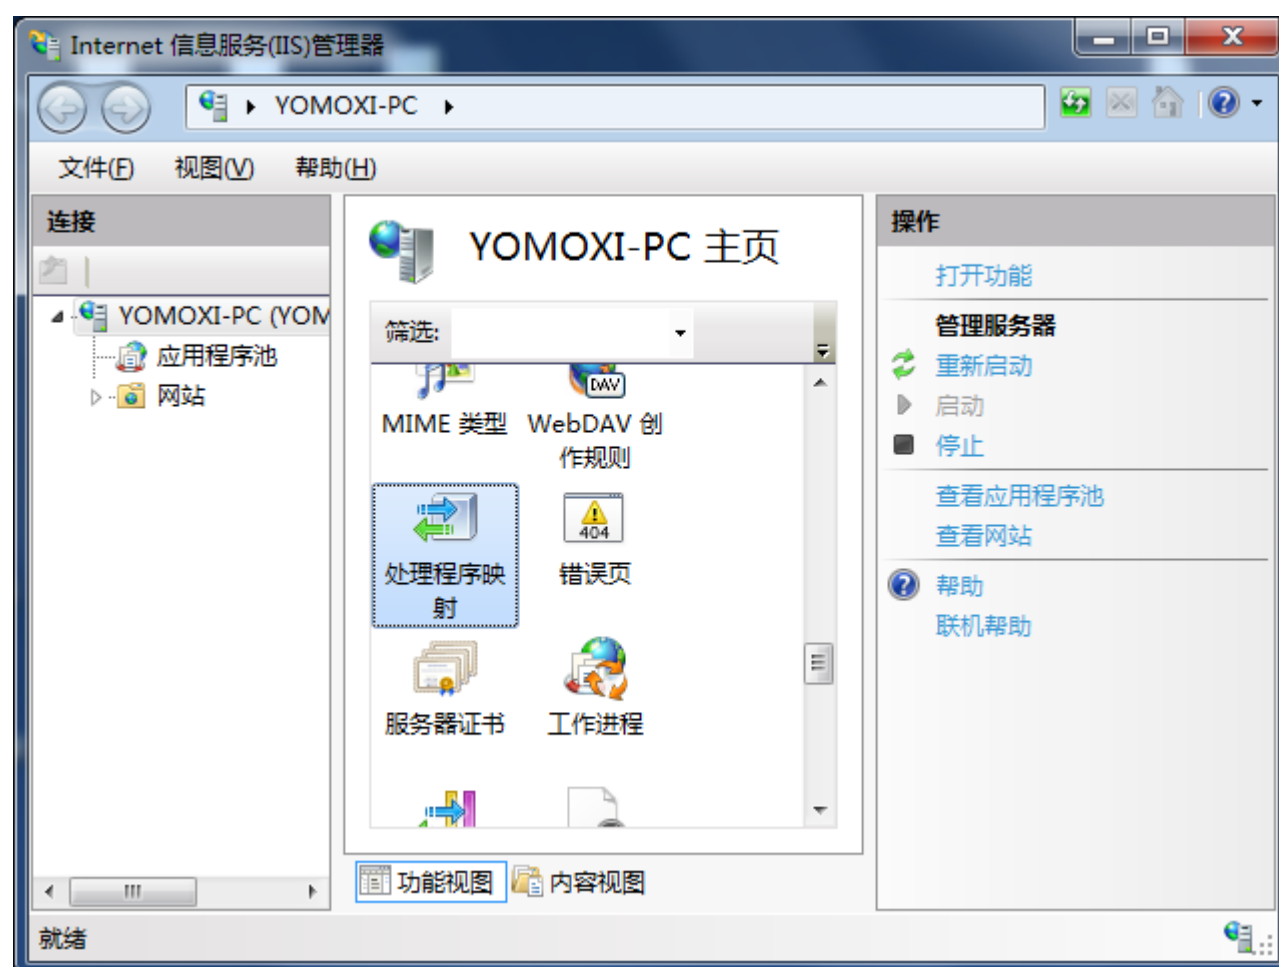 Internet 信息服务(IIS)管理器
YOMOXI-PC
文件(F) 视图(V) 帮助(H)
连接
YOMOXI-PC (YOM
应用程序池
网站
YOMOXI-PC 主页
筛选:
DAV
MIME 类型
WebDAV 创
作规则
404
处理程序映
射
错误页
服务器证书
工作进程
功能视图
内容视图
操作
打开功能
管理服务器
重新启动
启动
停止
查看应用程序池
查看网站
帮助
联机帮助
就绪